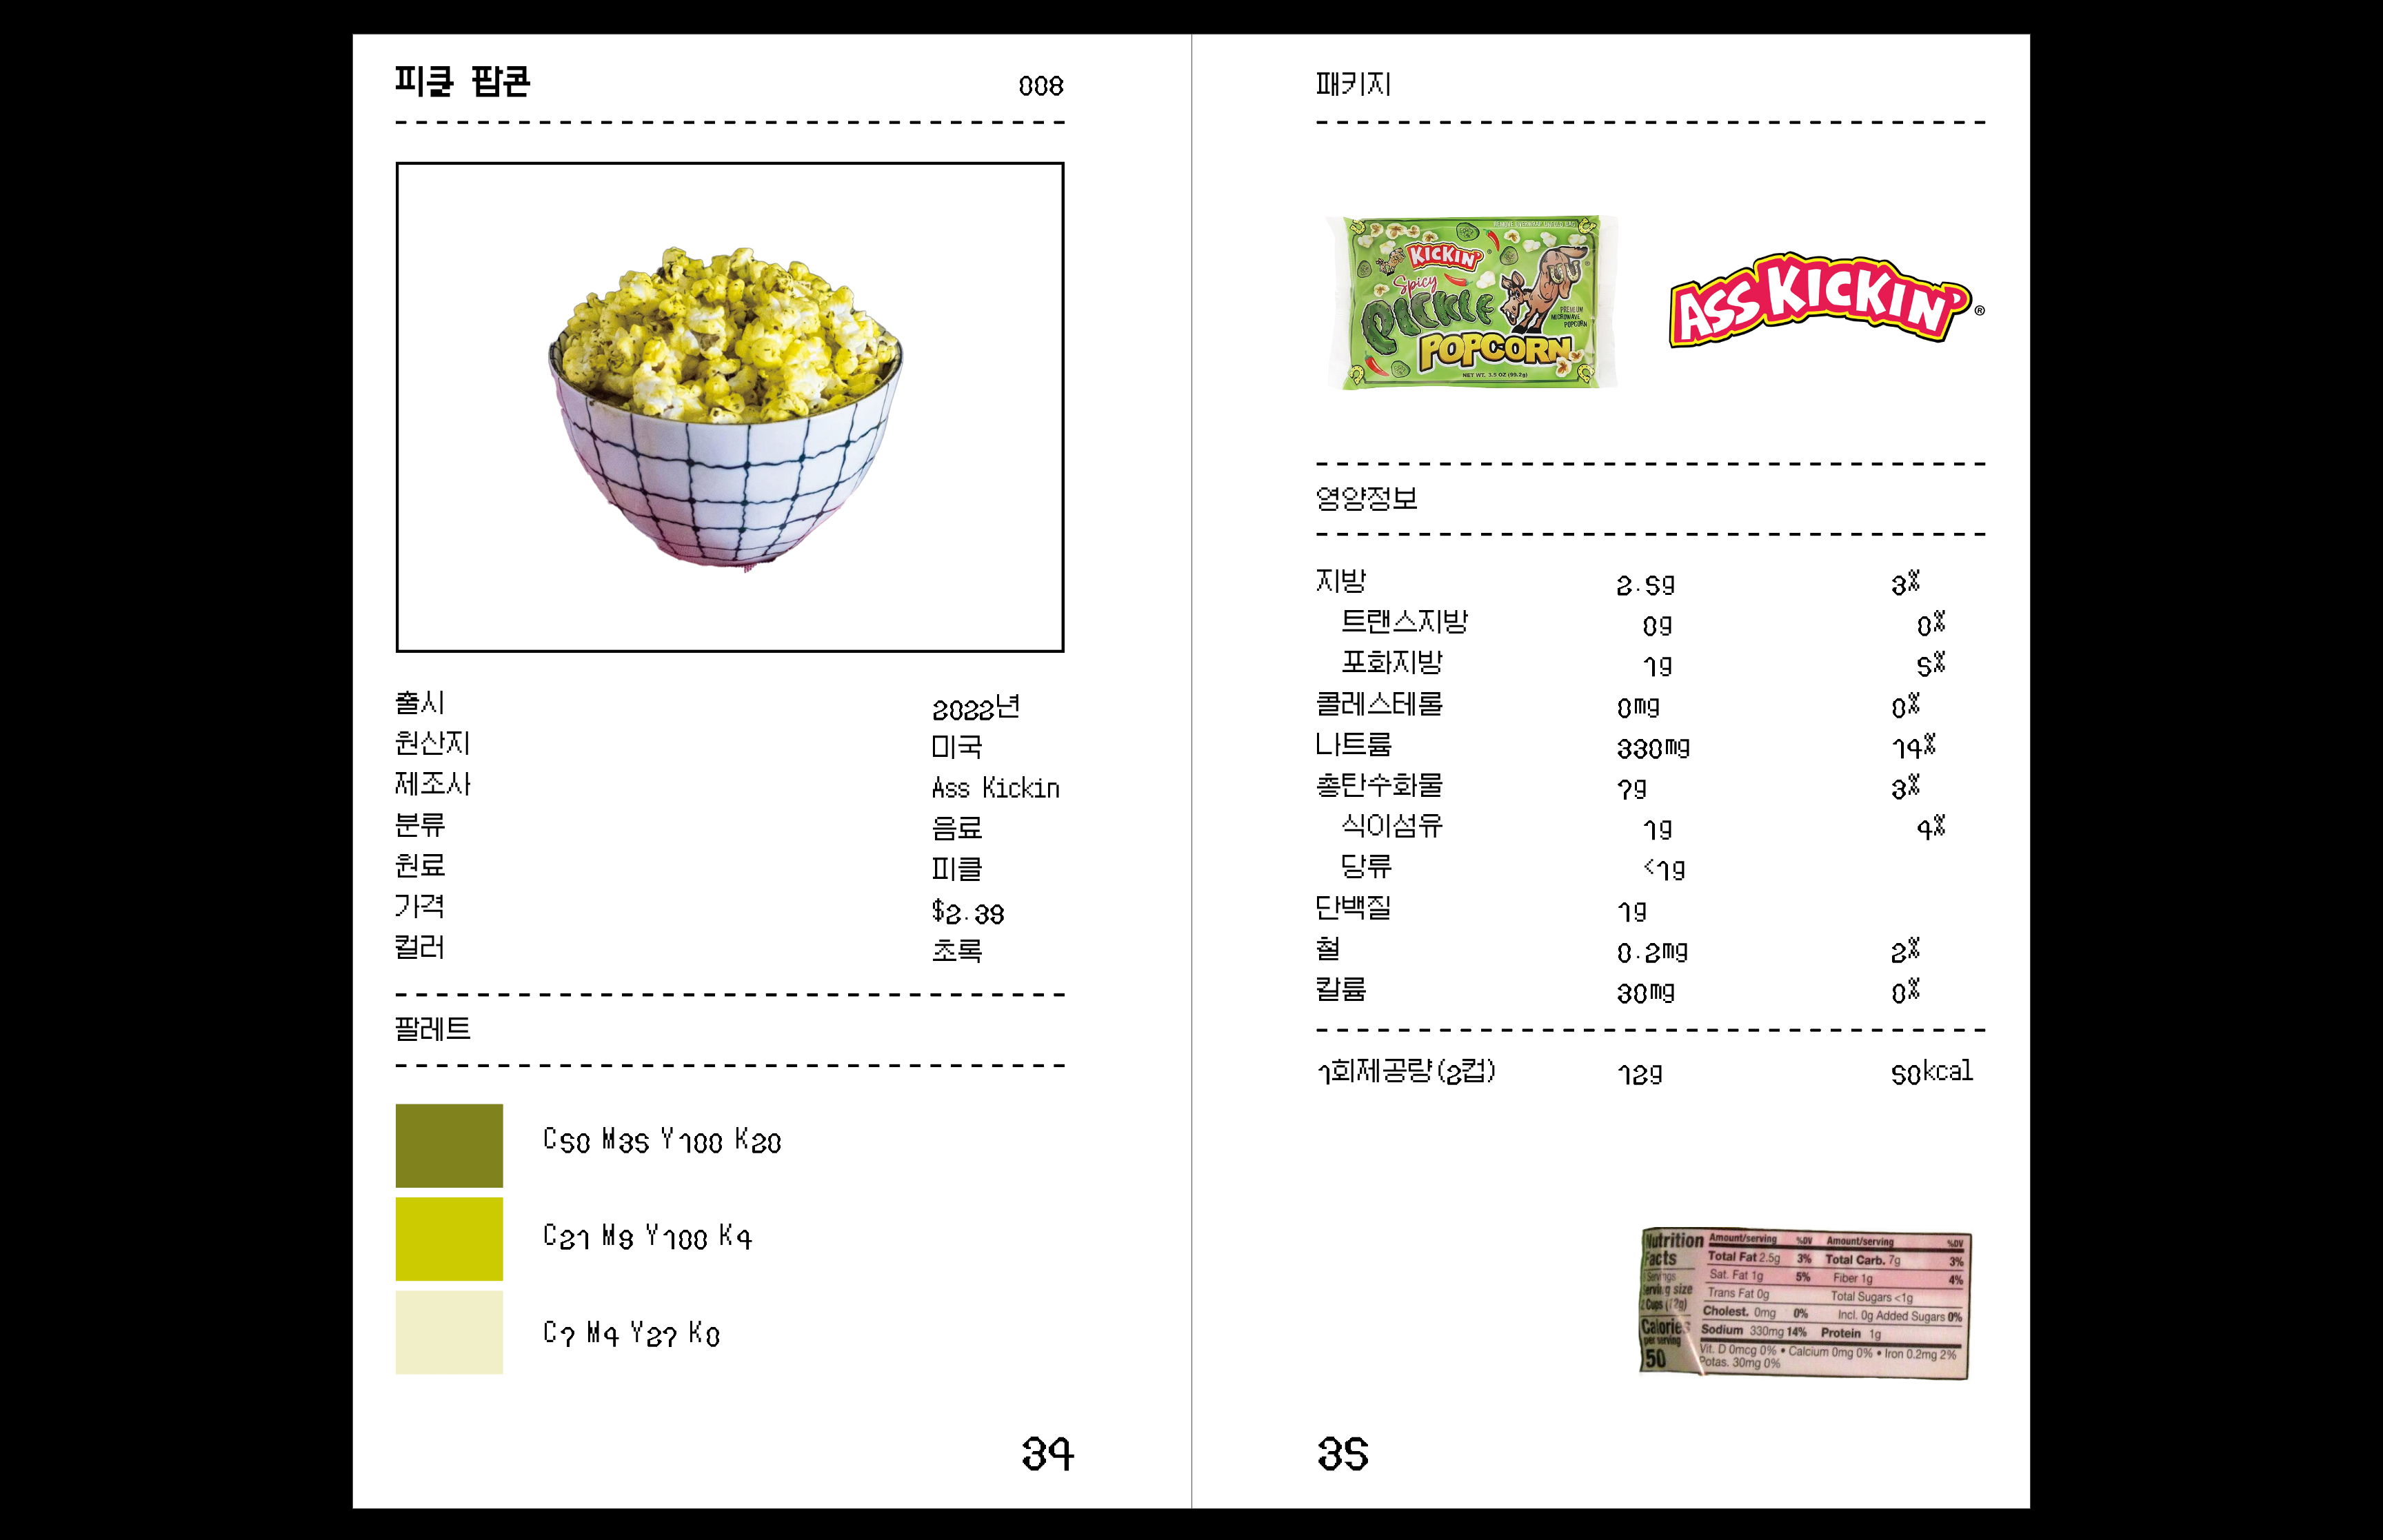 피클 팝콘 008
출시 2022년
원산지 미국
제조사 Ass Kickin
분류 음료
원료 피클
가격 $2.39
컬러 초록
팔레트
C50 M35 Y100 K20
C21 M9 Y100 K4
C7 M4 Y27 K0
34
패키지
KICKIN'
Spicy
PICKLE
POPCORN
PREMIUM
MICROWAVE
POPCORN
NET WT. 3.5 OZ (99.2g)
ASS KICKIN' ®
영양정보
지방 2.5g 3%
트랜스지방 0g 0%
포화지방 1g 5%
콜레스테롤 0mg 0%
나트륨 330mg 14%
총탄수화물 7g 3%
식이섬유 1g 4%
당류 <1g
단백질 1g
철 0.2mg 2%
칼륨 30mg 0%
1회제공량(2컵) 12g 50kcal
Nutrition Facts
Servings
Serving size
2 Cups (12g)
Calories
per serving
50
Amount/serving %DV Amount/serving %DV
Total Fat 2.5g 3% Total Carb. 7g 3%
Sat. Fat 1g 5% Fiber 1g 4%
Trans Fat 0g Total Sugars <1g
Cholest. 0mg 0% Incl. 0g Added Sugars 0%
Sodium 330mg 14% Protein 1g
Vit. D 0mcg 0% • Calcium 0mg 0% • Iron 0.2mg 2%
Potas. 30mg 0%
35